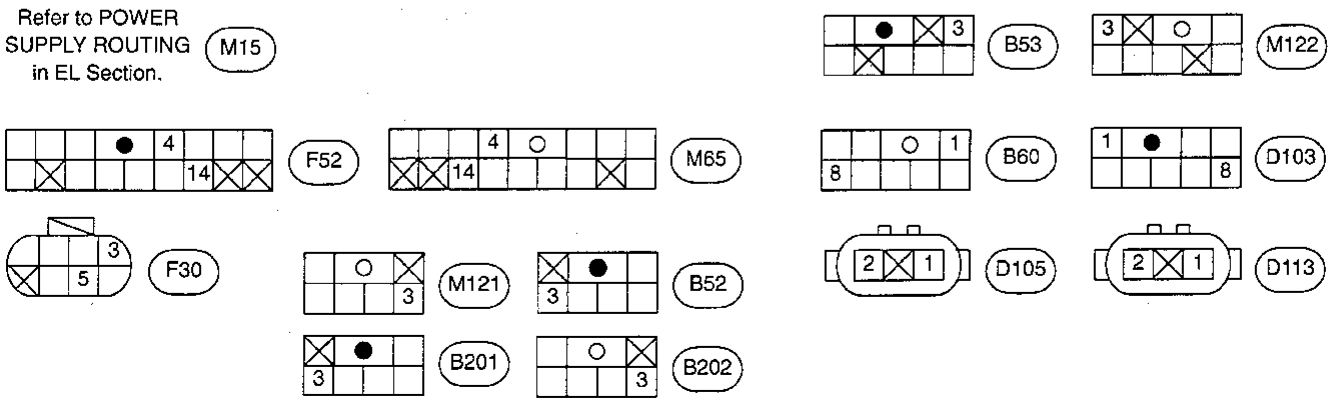 Refer to POWER
SUPPLY ROUTING
in EL Section.
M15
3
B53
3
M122
4
14
F52
4
14
M65
1
8
B60
1
8
D103
3
5
F30
3
M121
3
B52
2 1
D105
2 1
D113
3
B201
3
B202